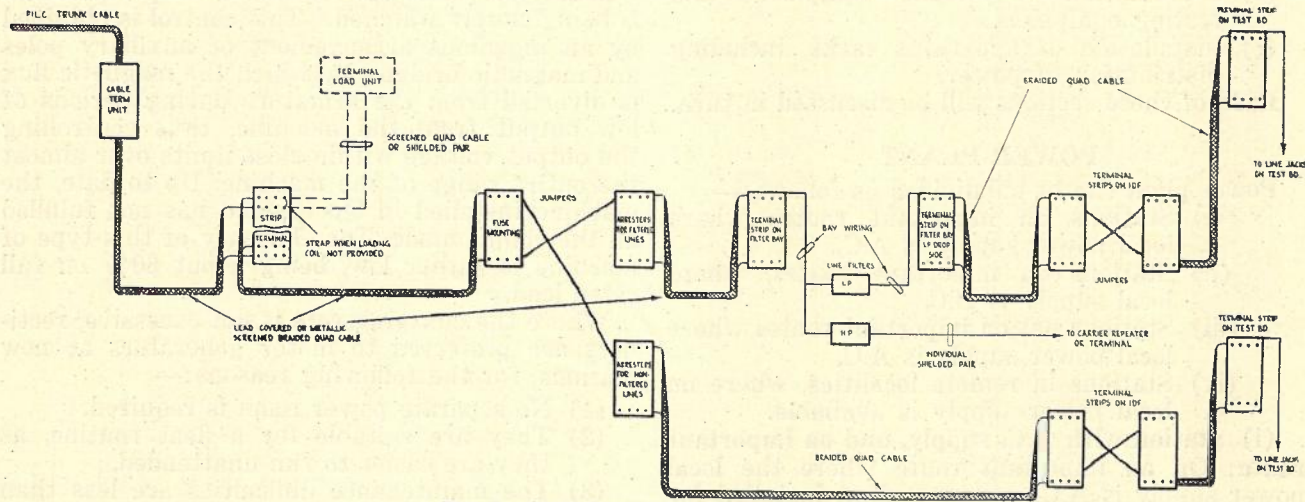 P.I.L.C. TRUNK CABLE
CABLE
TERM
UNIT
TERMINAL
LOAD UNIT
SCREENED QUAD CABLE
OR SHIELDED PAIR
STRIP
TERMINAL
STRAP WHEN LOADING
COIL NOT PROVIDED
LEAD COVERED OR METALLIC
SCREENED BRAIDED QUAD CABLE
FUSE
MOUNTING
JUMPERS
ARRESTERS
FOR FILTERED
LINES
ARRESTERS
FOR NON-
FILTERED
LINES
TERMINAL
STRIP ON
FILTER BAY
BAY WIRING
LINE FILTERS
L P
H P
INDIVIDUAL
SHIELDED PAIR
TO CARRIER REPEATER
OR TERMINAL
TERMINAL
STRIP ON
FILTER BAY
LP DROP
SIDE
BRAIDED QUAD CABLE
TERMINAL
STRIPS ON IDF
JUMPERS
TERMINAL STRIP
ON TEST BD
TO LINE JACKS
ON TEST BD.
BRAIDED QUAD CABLE
TERMINAL
STRIPS ON IDF
JUMPERS
TERMINAL STRIP
ON TEST BD
TO LINE JACKS
ON TEST BD